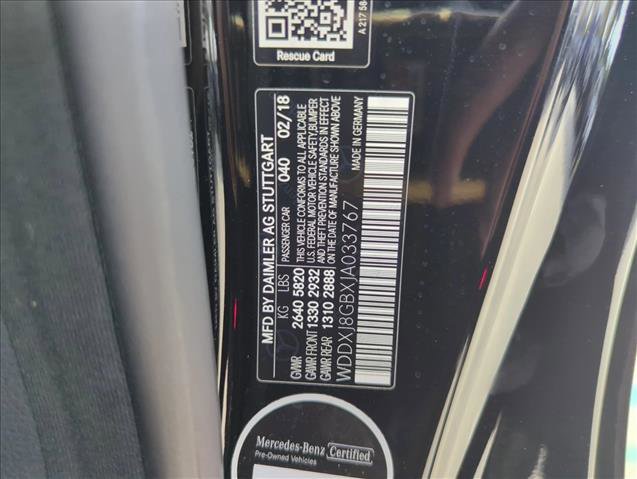 A 217 58
Rescue Card
MFD BY DAIMLER AG STUTTGART
PASSENGER CAR 040 02/18
KG LBS
THIS VEHICLE CONFORMS TO ALL APPLICABLE
U.S. FEDERAL MOTOR VEHICLE SAFETY, BUMPER
AND THEFT PREVENTION STANDARDS IN EFFECT
ON THE DATE OF MANUFACTURE SHOWN ABOVE
GVWR 2640 5820
GAWR FRONT 1330 2932
GAWR REAR 1310 2888
MADE IN GERMANY
WDDXJ8GBXJA033767
Mercedes-Benz Certified
Pre-Owned Vehicles